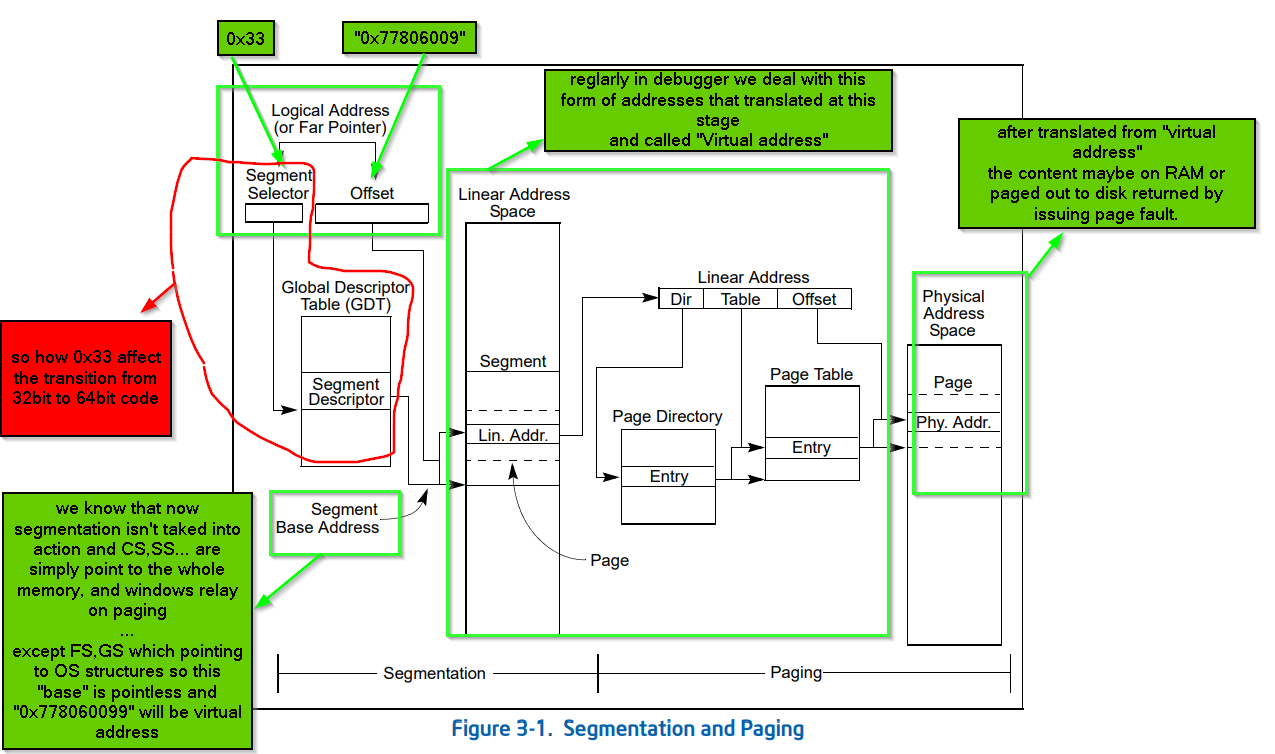 0x33
"0x77806009"
reglarly in debugger we deal with this
form of addresses that translated at this
stage
and called "Virtual address"
after translated from "virtual
address"
the content maybe on RAM or
paged out to disk returned by
issuing page fault.
Logical Address
(or Far Pointer)
Segment
Selector
Offset
Linear Address
Space
Global Descriptor
Table (GDT)
Linear Address
Dir
Table
Offset
Physical
Address
Space
so how 0x33 affect
the transition from
32bit to 64bit code
Segment
Segment
Descriptor
Page Table
Page
Page Directory
Lin. Addr.
Phy. Addr.
Entry
Entry
we know that now
segmentation isn't taked into
action and CS,SS... are
simply point to the whole
memory, and windows relay
on paging
...
except FS,GS which pointing
to OS structures so this
"base" is pointless and
"0x778060099" will be virtual
address
Segment
Base Address
Page
Segmentation
Paging
Figure 3-1. Segmentation and Paging